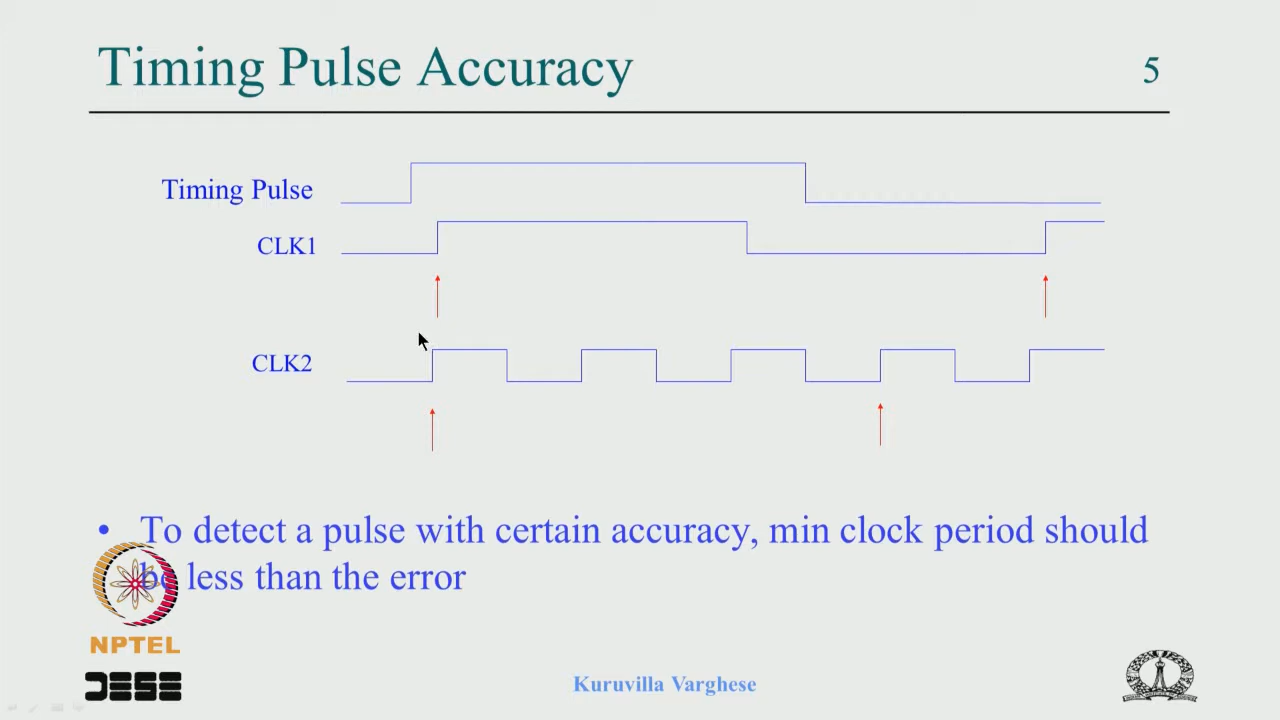 Timing Pulse Accuracy
5
Timing Pulse
CLK1
CLK2
• To detect a pulse with certain accuracy, min clock period should
be less than the error
NPTEL
DESE
Kuruvilla Varghese